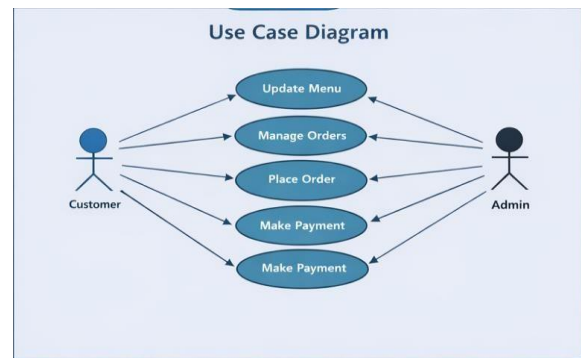 Use Case Diagram
Update Menu
Manage Orders
Place Order
Customer
Admin
Make Payment
Make Payment